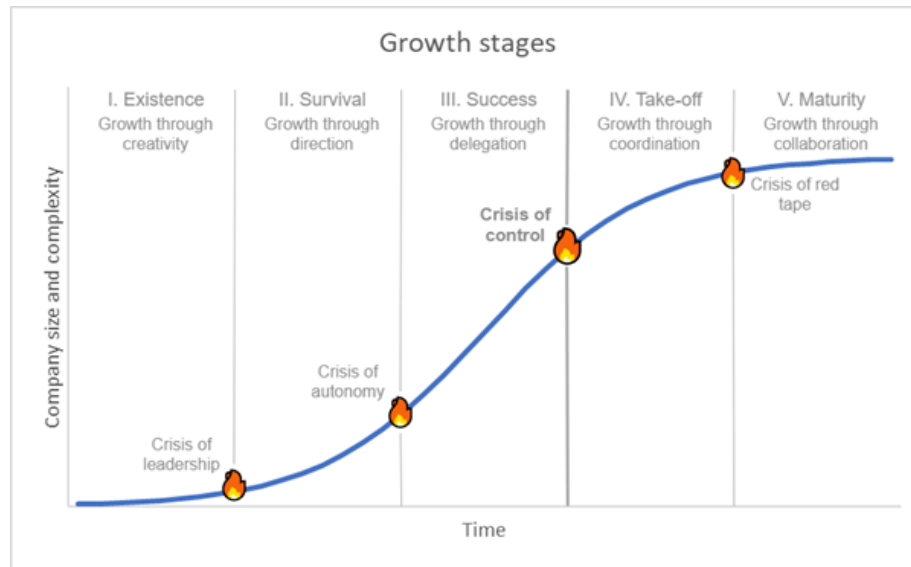 Growth stages
I. Existence
Growth through
creativity
II. Survival
Growth through
direction
III. Success
Growth through
delegation
IV. Take-off
Growth through
coordination
V. Maturity
Growth through
collaboration
Company size and complexity
Crisis of
leadership
Crisis of
autonomy
Crisis of
control
Crisis of red
tape
Time